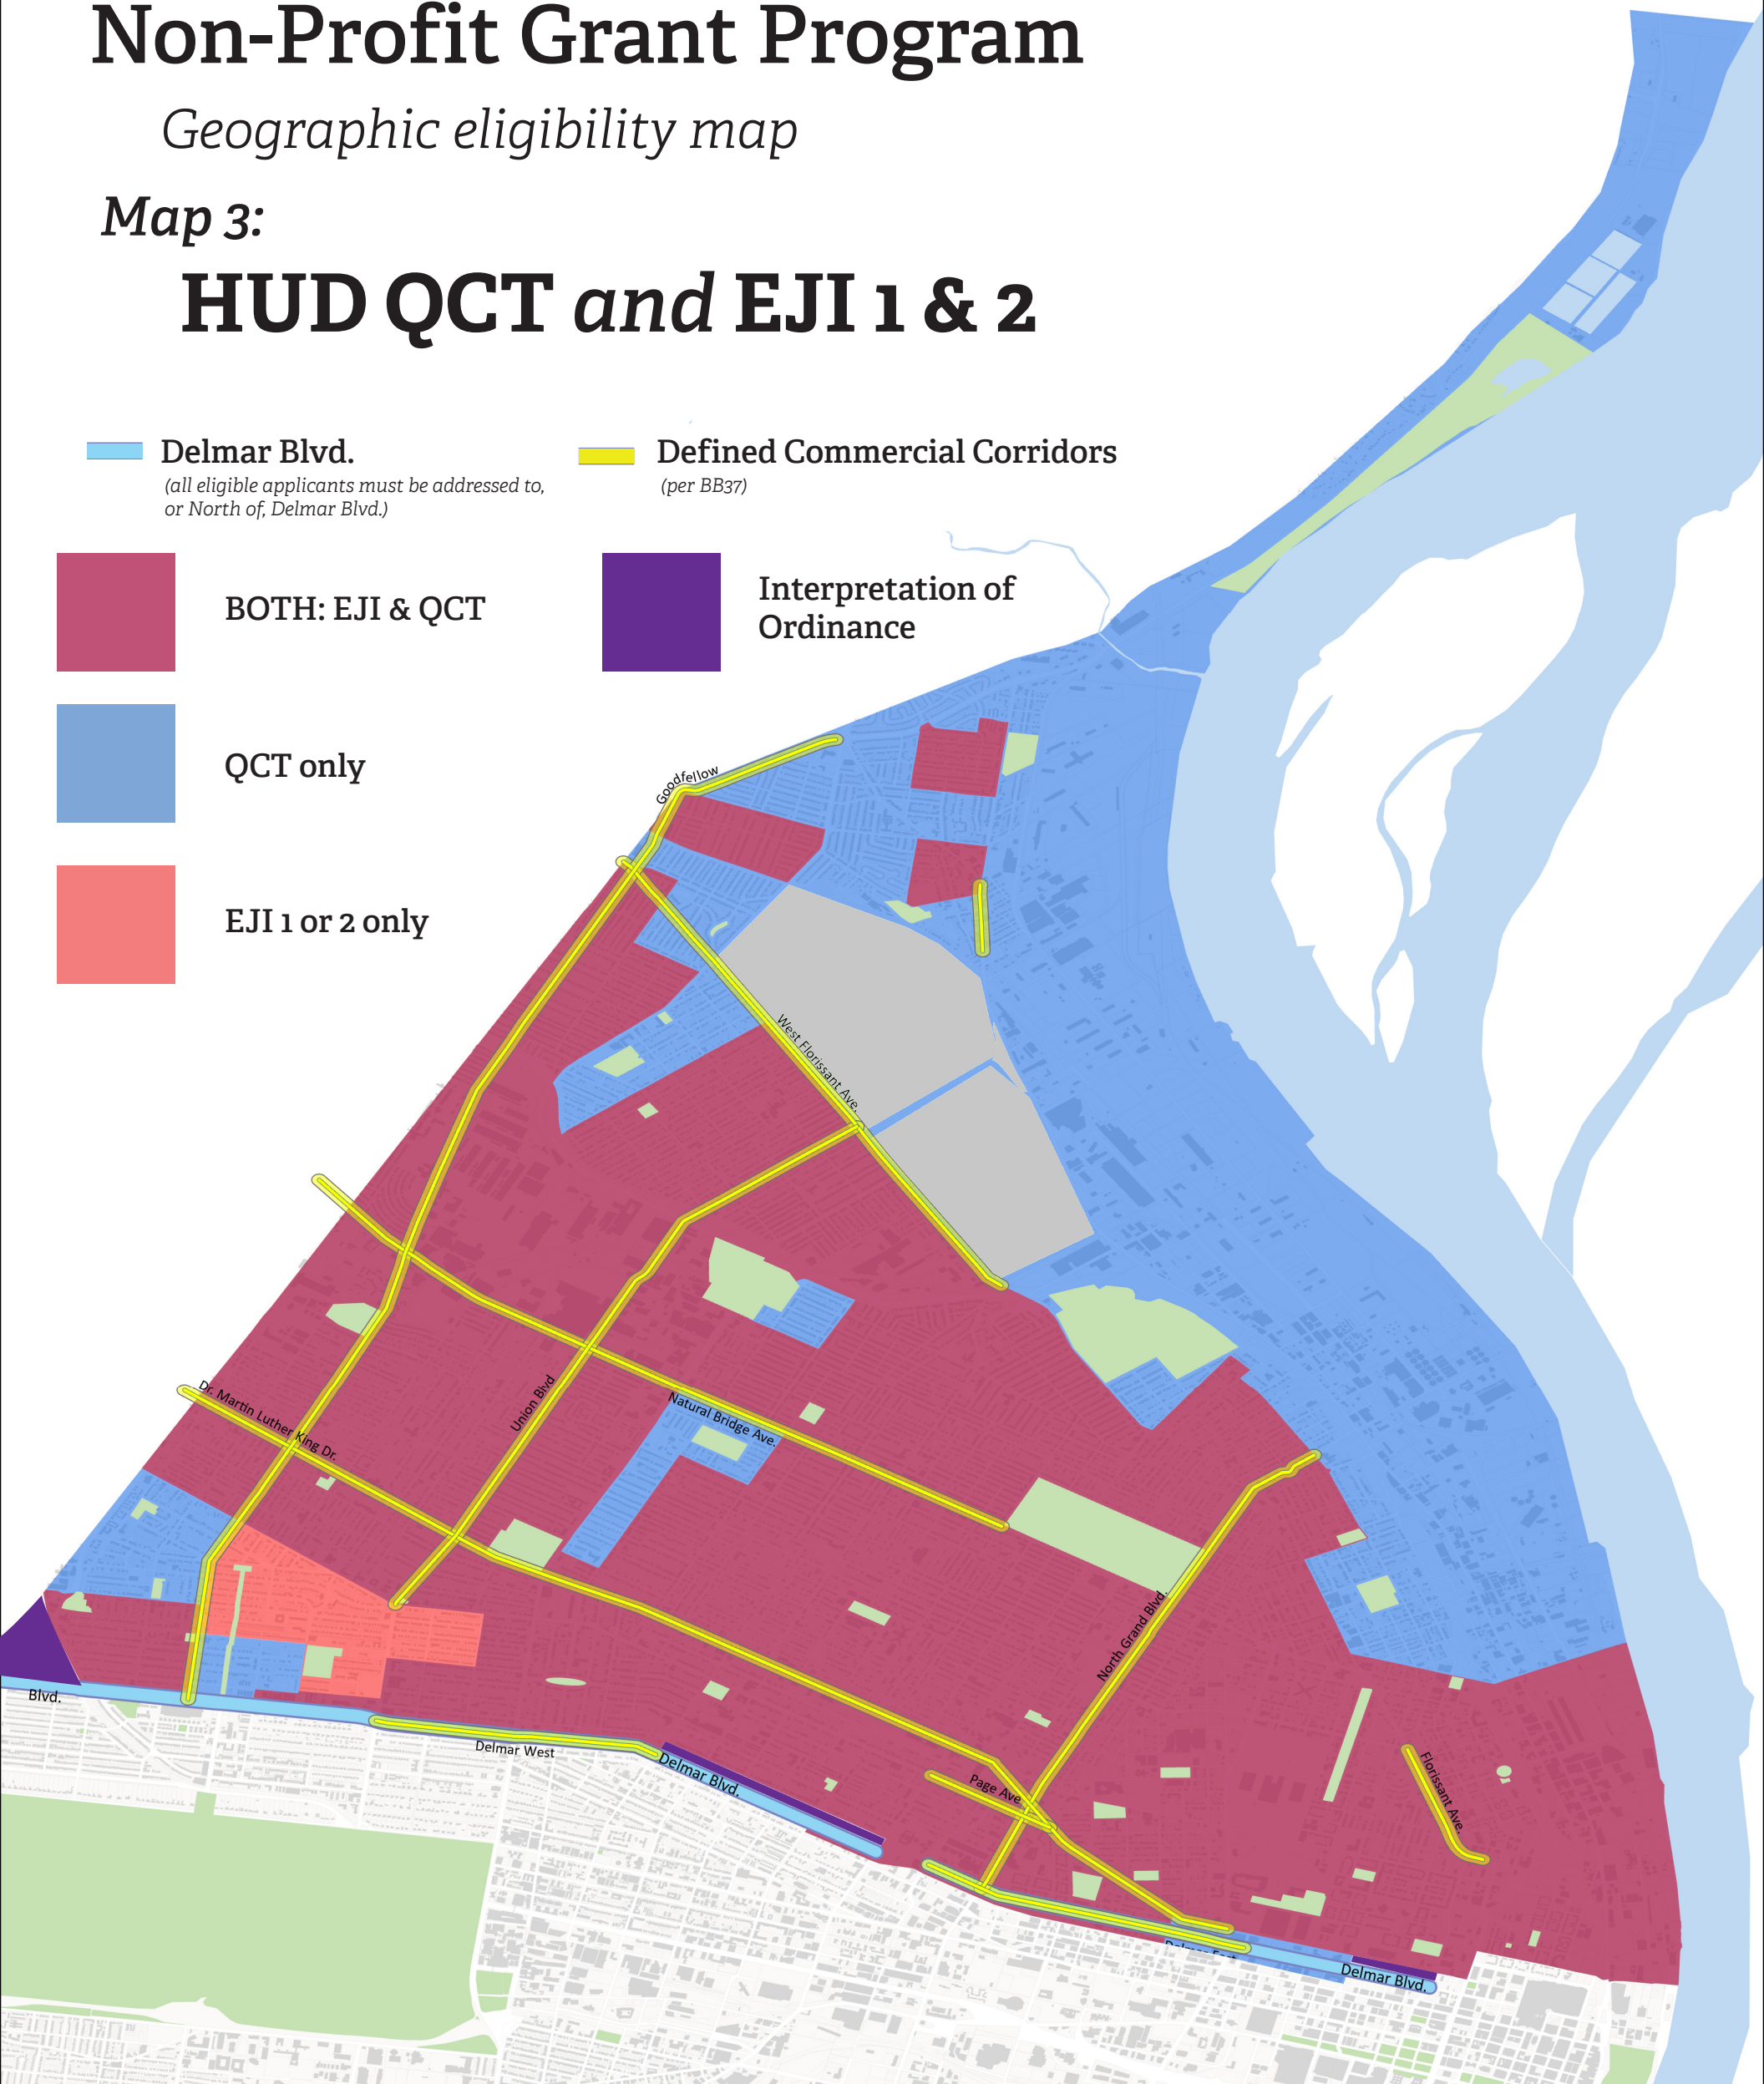 Non-Profit Grant Program
Geographic eligibility map
Map 3:
HUD QCT and EJI 1 & 2
Delmar Blvd.
(all eligible applicants must be addressed to,
or North of, Delmar Blvd.)
Defined Commercial Corridors
(per BB37)
BOTH: EJI & QCT
Interpretation of
Ordinance
QCT only
EJI 1 or 2 only
Goodfellow
West Florissant Ave.
Dr. Martin Luther King Dr.
Union Blvd
Natural Bridge Ave.
North Grand Blvd.
Blvd.
Delmar West
Delmar Blvd.
Page Ave
Florissant Ave.
Delmar East
Delmar Blvd.